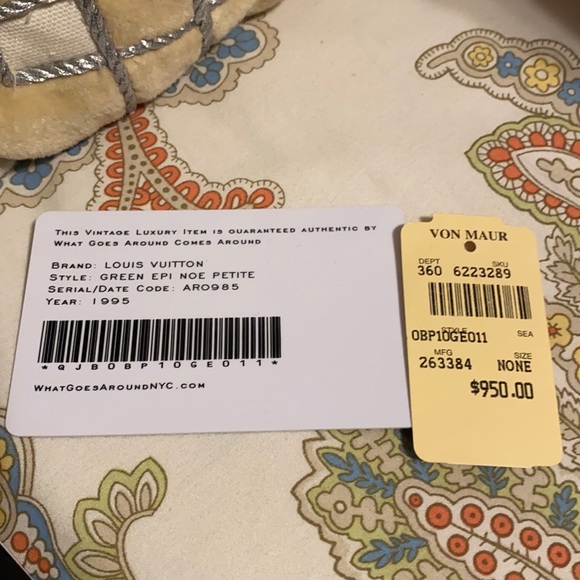 THIS VINTAGE LUXURY ITEM IS GUARANTEED AUTHENTIC BY
WHAT GOES AROUND COMES AROUND
BRAND: LOUIS VUITTON
STYLE: GREEN EPI NOE PETITE
SERIAL/DATE CODE: AR0985
YEAR: 1995
*QJB0BP10GE011*
WHATGOESAROUNDNYC.COM
VON MAUR
DEPT SKU
360 6223289
STYLE SEA
0BP10GE011
MFG SIZE
263384 NONE
$950.00